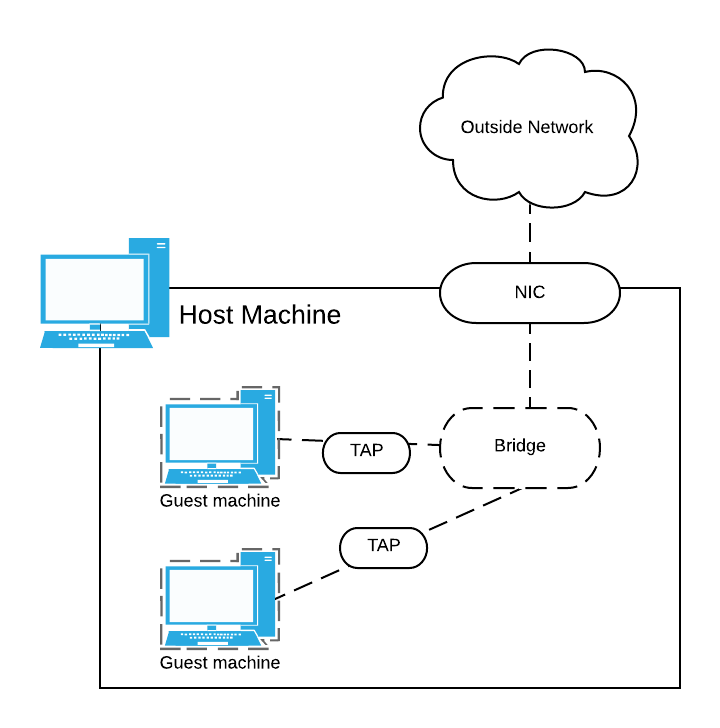 Outside Network
NIC
Host Machine
TAP
Bridge
Guest machine
TAP
Guest machine